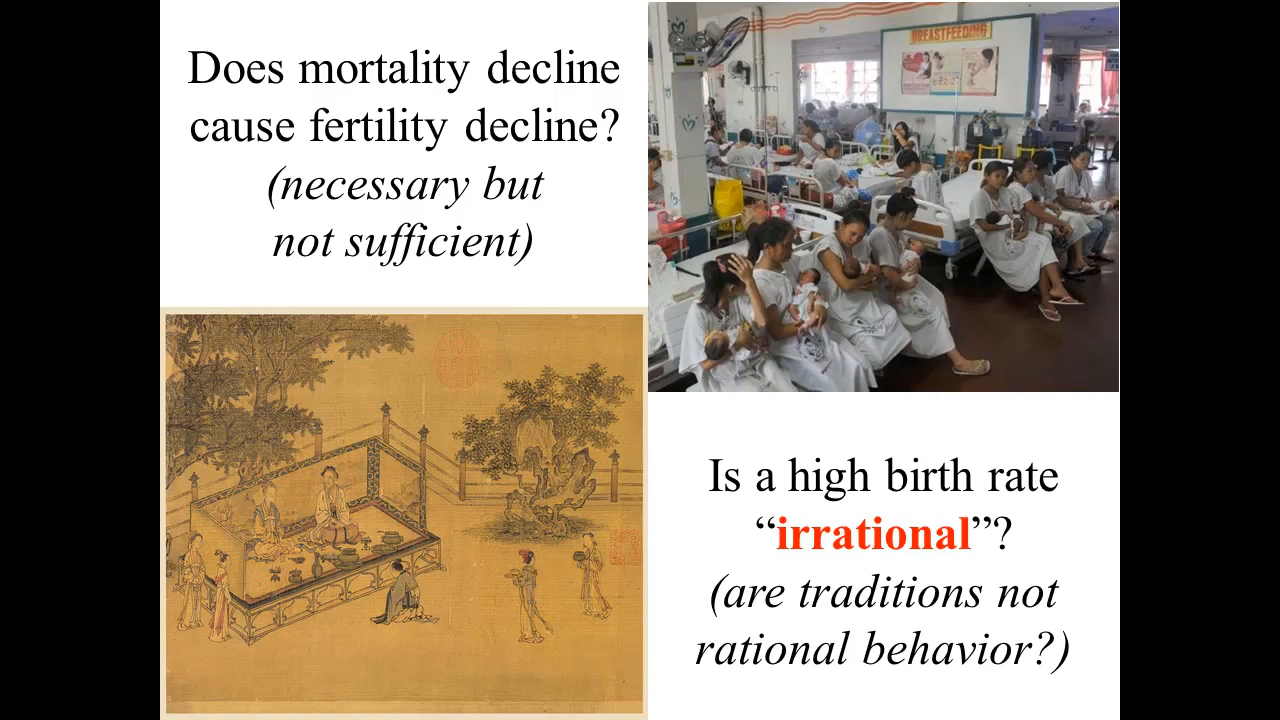 Does mortality decline
cause fertility decline?
(necessary but
not sufficient)
BREASTFEEDING
Is a high birth rate
“irrational”?
(are traditions not
rational behavior?)